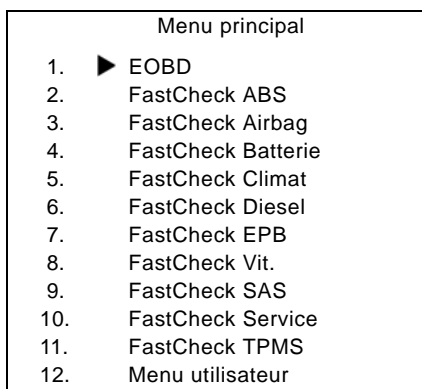 Menu principal
1. ▶ EOBD
2. FastCheck ABS
3. FastCheck Airbag
4. FastCheck Batterie
5. FastCheck Climat
6. FastCheck Diesel
7. FastCheck EPB
8. FastCheck Vit.
9. FastCheck SAS
10. FastCheck Service
11. FastCheck TPMS
12. Menu utilisateur